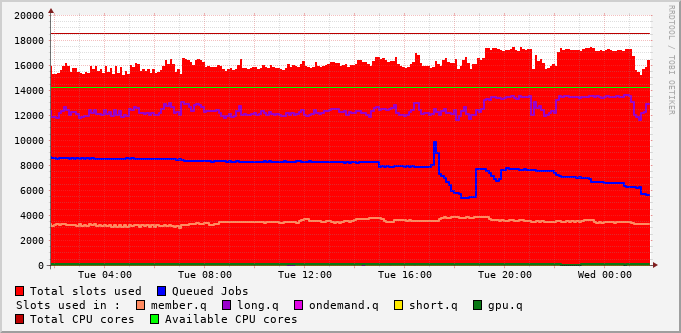 20000
18000
16000
14000
12000
10000
8000
6000
4000
2000
0
Tue 04:00 Tue 08:00 Tue 12:00 Tue 16:00 Tue 20:00 Wed 00:00
Total slots used Queued Jobs
Slots used in : member.q long.q ondemand.q short.q gpu.q
Total CPU cores Available CPU cores
RRDTOOL / TOBI OETIKER